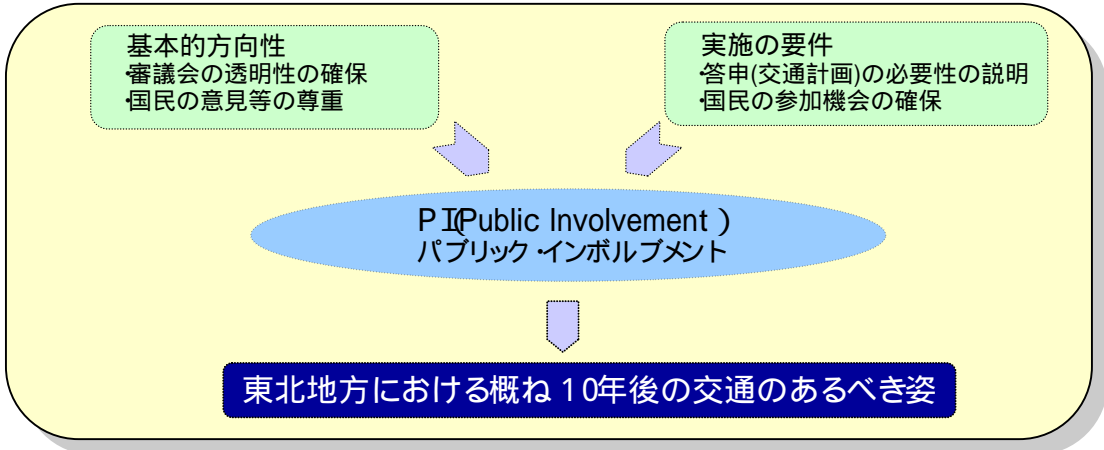 基本的方向性
・審議会の透明性の確保
・国民の意見等の尊重
実施の要件
・答申(交通計画)の必要性の説明
・国民の参加機会の確保
PI(Public Involvement)
パブリック・インボルブメント
東北地方における概ね10年後の交通のあるべき姿